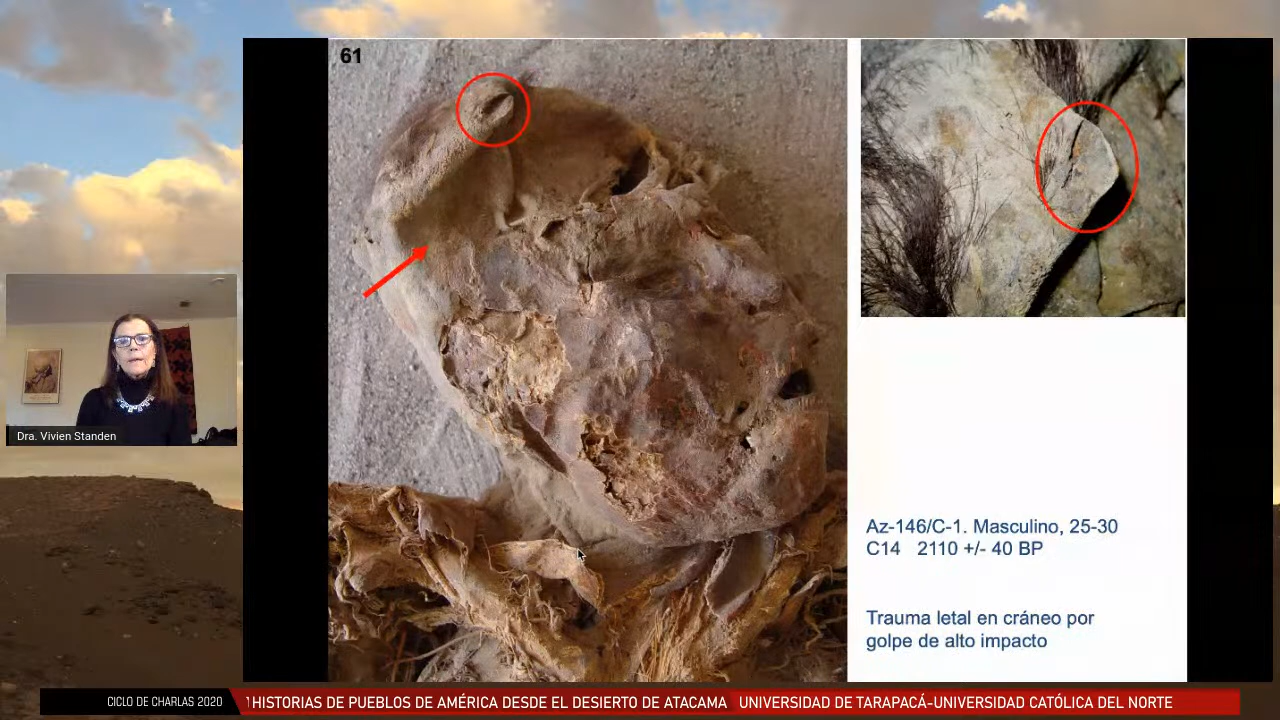 61
Dra. Vivien Standen
Az-146/C-1. Masculino, 25-30
C14 2110 +/- 40 BP
Trauma letal en cráneo por
golpe de alto impacto
CICLO DE CHARLAS 2020
HISTORIAS DE PUEBLOS DE AMÉRICA DESDE EL DESIERTO DE ATACAMA UNIVERSIDAD DE TARAPACÁ-UNIVERSIDAD CATÓLICA DEL NORTE